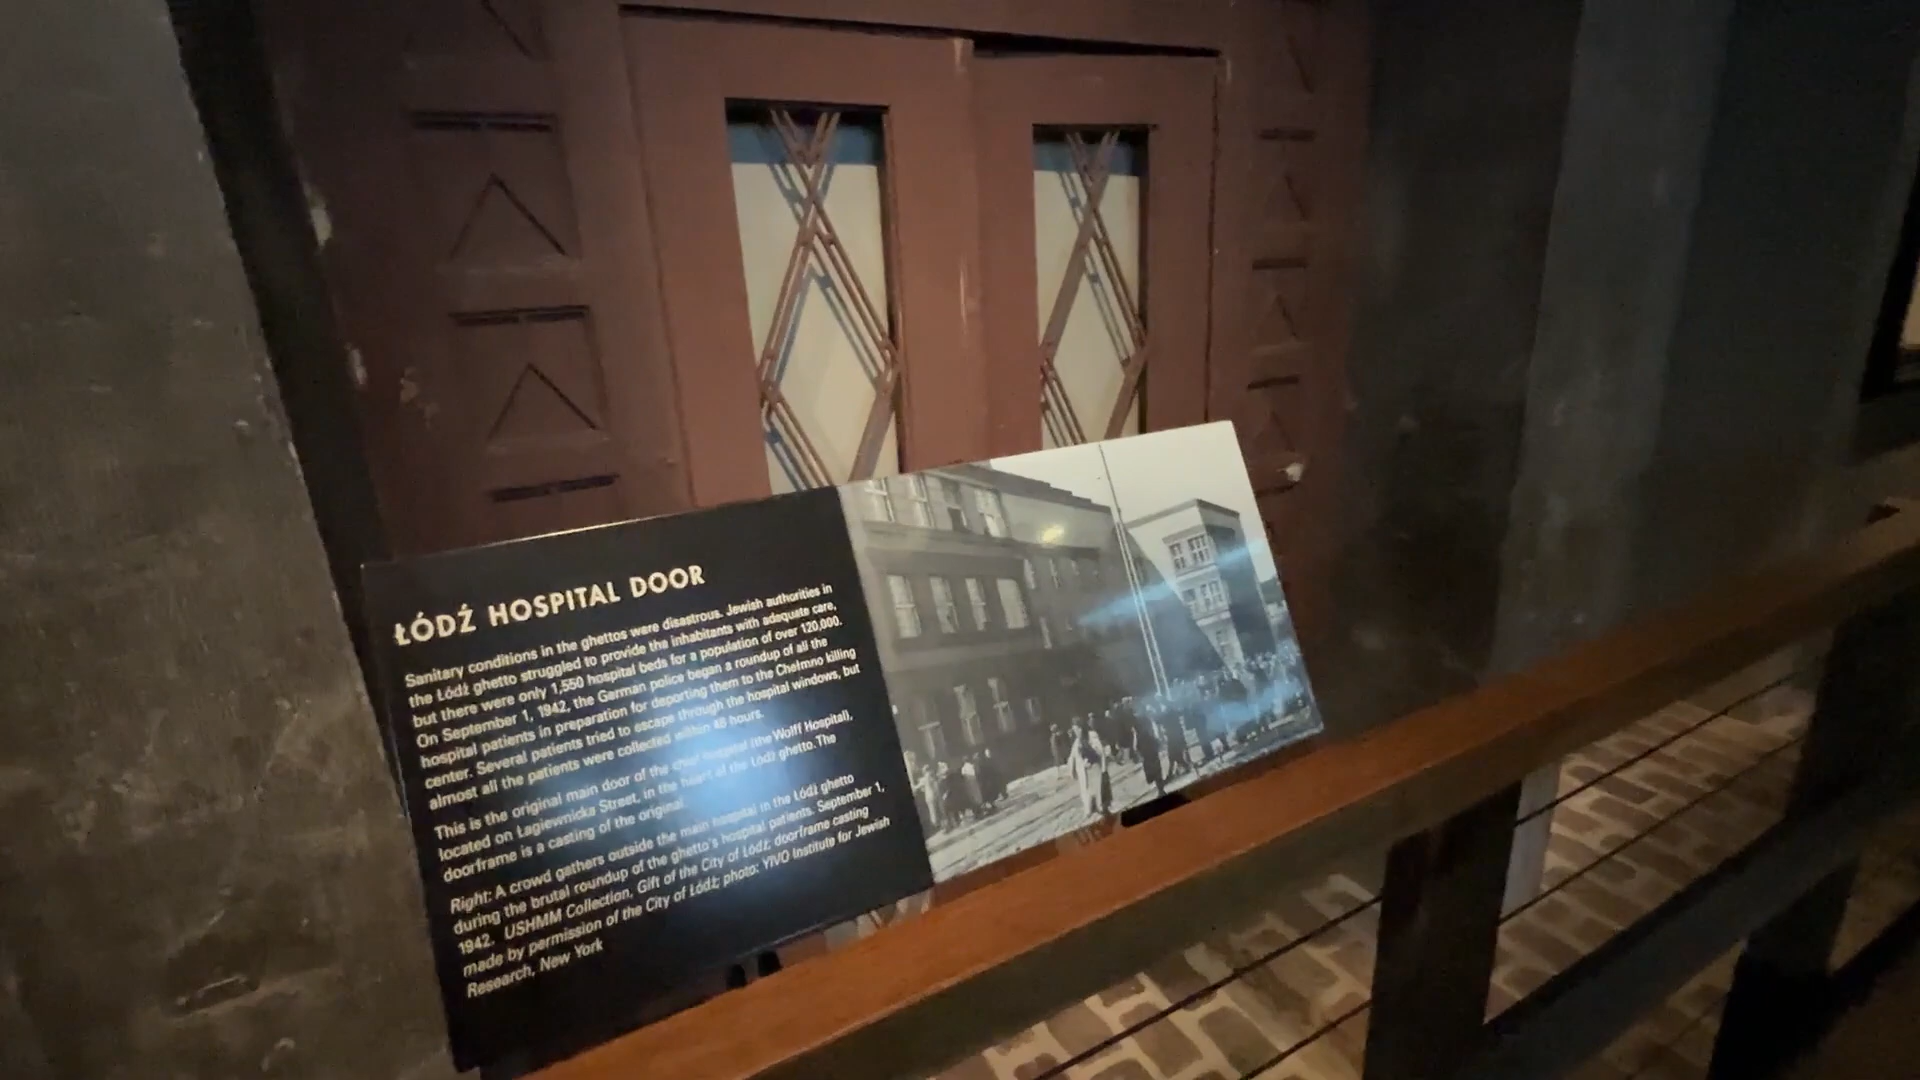 ŁÓDŹ HOSPITAL DOOR
Sanitary conditions in the ghettos were disastrous. Jewish authorities in
the Łódź ghetto struggled to provide the inhabitants with adequate care,
but there were only 1,550 hospital beds for a population of over 120,000.
On September 1, 1942, the German police began a roundup of all the
hospital patients in preparation for deporting them to the Chelmno killing
center. Several patients tried to escape through the hospital windows, but
almost all the patients were collected within 48 hours.
This is the original main door of the chief hospital (the Wolff Hospital),
located on Łagiewnicka Street, in the heart of the Łódź ghetto. The
doorframe is a casting of the original.
Right: A crowd gathers outside the main hospital in the Łódź ghetto
during the brutal roundup of the ghetto's hospital patients. September 1,
1942. USHMM Collection, Gift of the City of Łódź; doorframe casting
made by permission of the City of Łódź; photo: YIVO Institute for Jewish
Research, New York